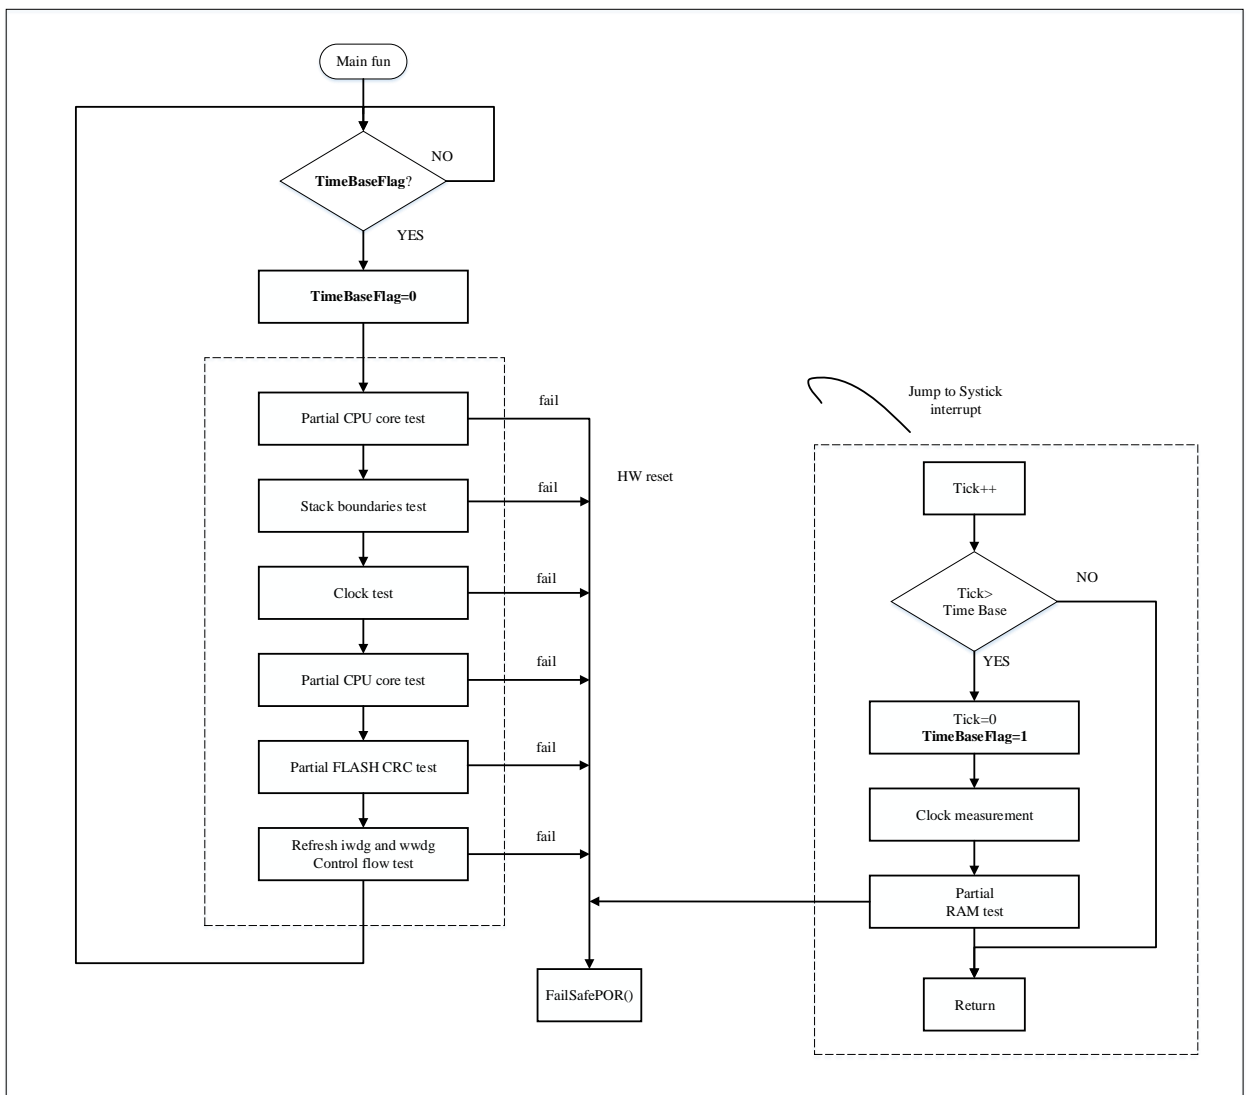 Main fun
NO
TimeBaseFlag?
YES
TimeBaseFlag=0
Partial CPU core test
fail
Stack boundaries test
fail
HW reset
Clock test
fail
Partial CPU core test
fail
Partial FLASH CRC test
fail
Refresh iwdg and wwdg
Control flow test
fail
FailSafePOR()
Jump to Systick
interrupt
Tick++
Tick>
Time Base
NO
YES
Tick=0
TimeBaseFlag=1
Clock measurement
Partial
RAM test
Return